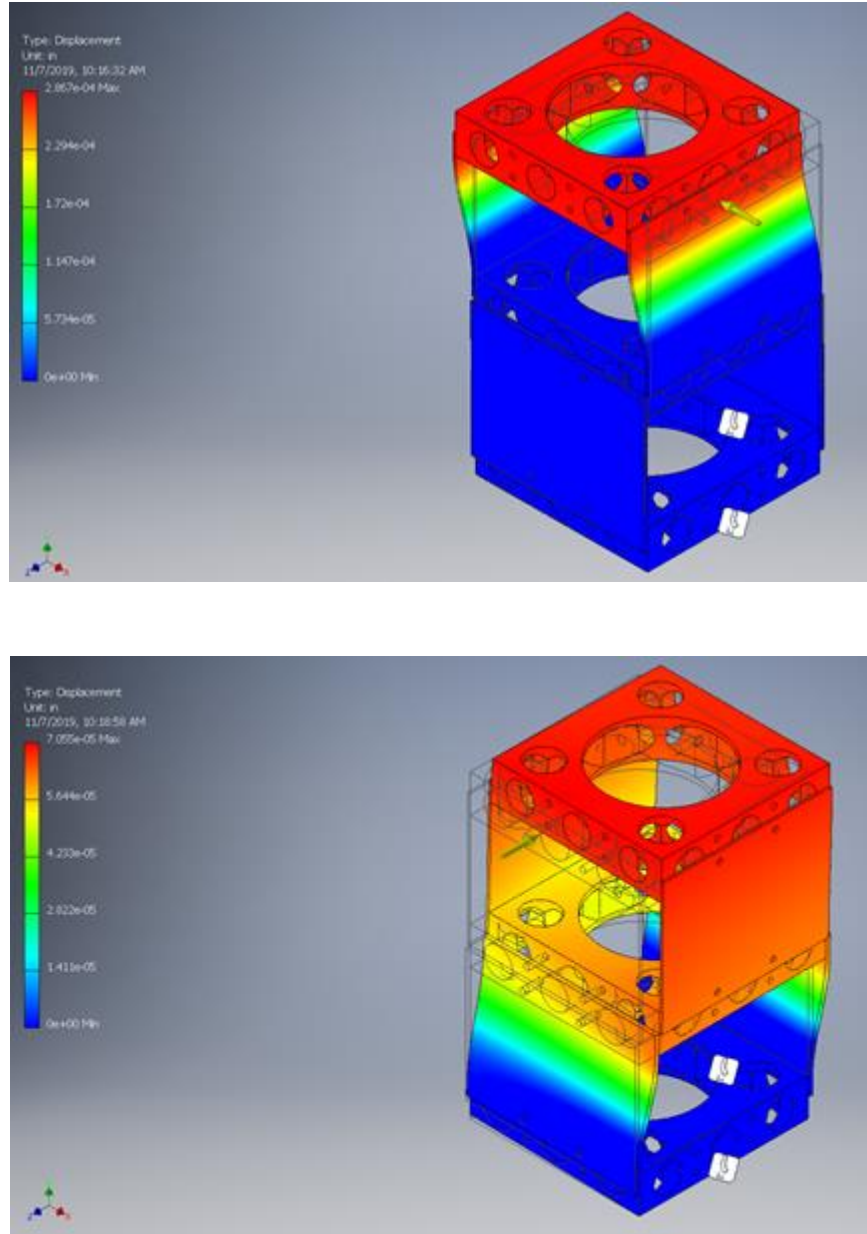 Type: Displacement
Unit: in
11/7/2019, 10:16:32 AM
2.867e-04 Max
2.294e-04
1.72e-04
1.147e-04
5.734e-05
0e+00 Min
Type: Displacement
Unit: in
11/7/2019, 10:18:58 AM
7.055e-05 Max
5.644e-05
4.233e-05
2.822e-05
1.411e-05
0e+00 Min